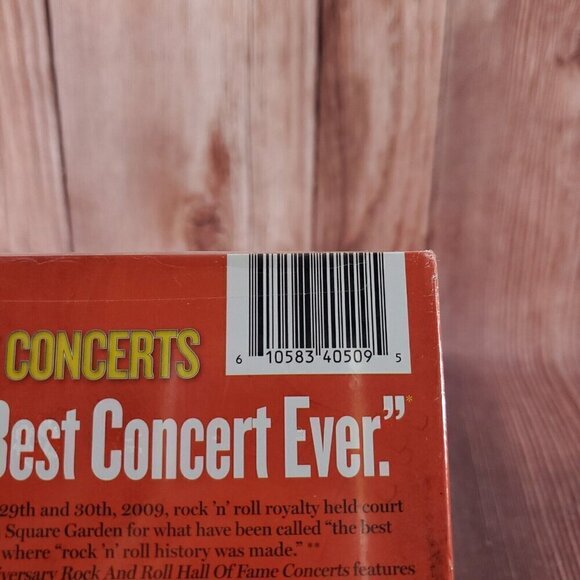 6 10583 40509 5
CONCERTS
Best Concert Ever.”*
29th and 30th, 2009, rock 'n' roll royalty held court
Square Garden for what have been called “the best
where “rock 'n' roll history was made.” **
versary Rock And Roll Hall Of Fame Concerts features